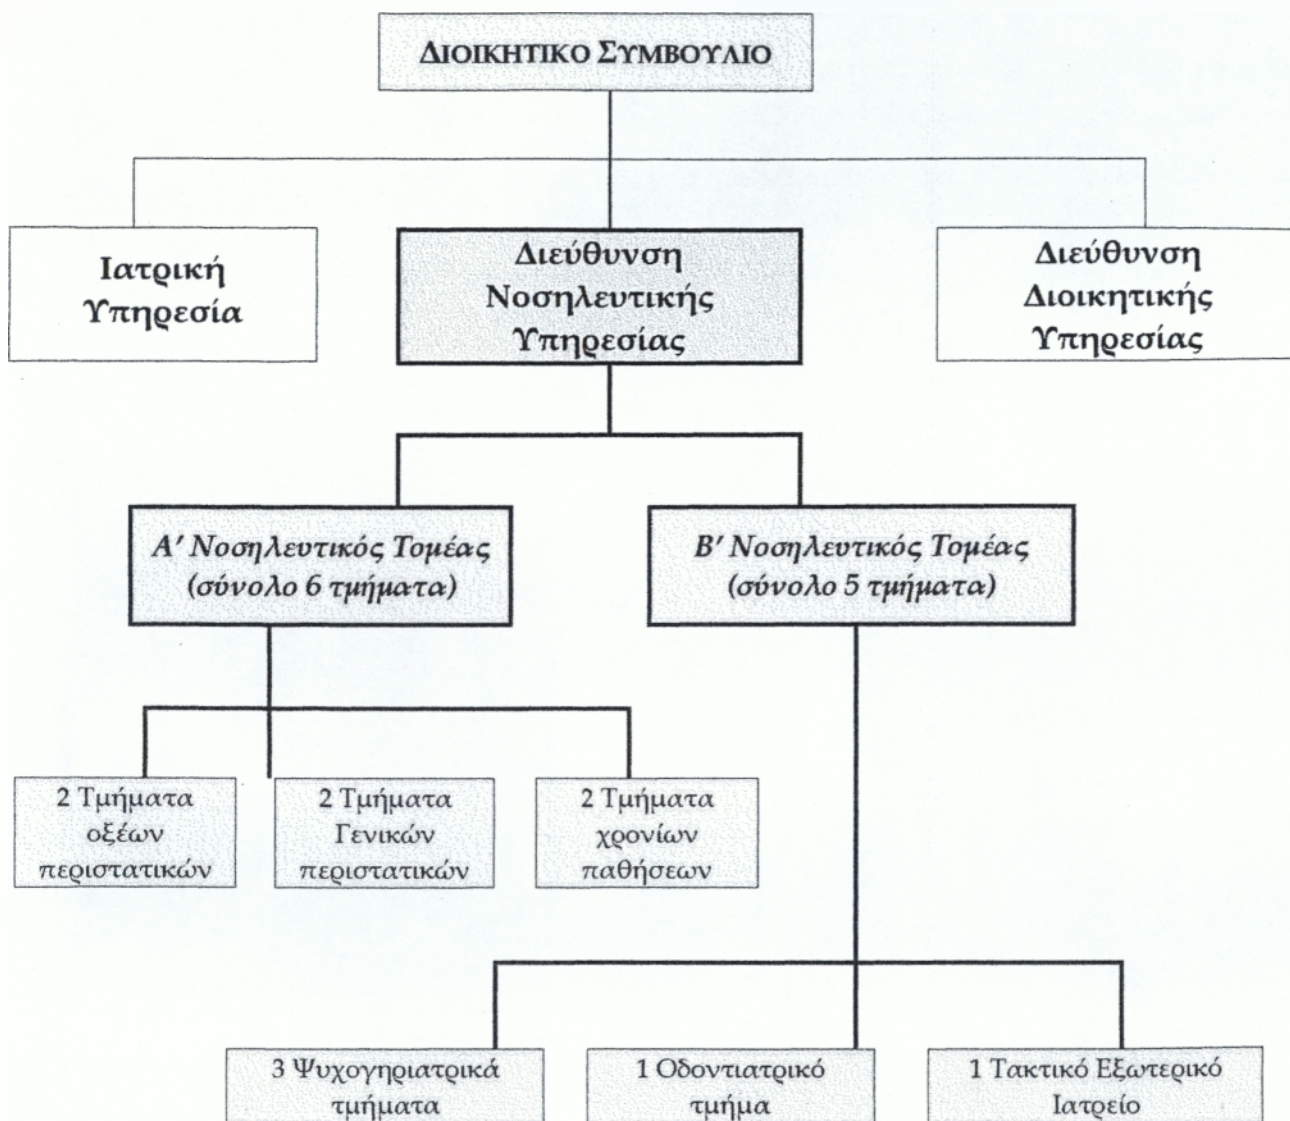 ΔΙΟΙΚΗΤΙΚΟ ΣΥΜΒΟΥΛΙΟ
Ιατρική
Υπηρεσία
Διεύθυνση
Νοσηλευτικής
Υπηρεσίας
Διεύθυνση
Διοικητικής
Υπηρεσίας
Α' Νοσηλευτικός Τομέας
(σύνολο 6 τμήματα)
Β' Νοσηλευτικός Τομέας
(σύνολο 5 τμήματα)
2 Τμήματα
οξέων
περιστατικών
2 Τμήματα
Γενικών
περιστατικών
2 Τμήματα
χρονίων
παθήσεων
3 Ψυχογηριατρικά
τμήματα
1 Οδοντιατρικό
τμήμα
1 Τακτικό Εξωτερικό
Ιατρείο